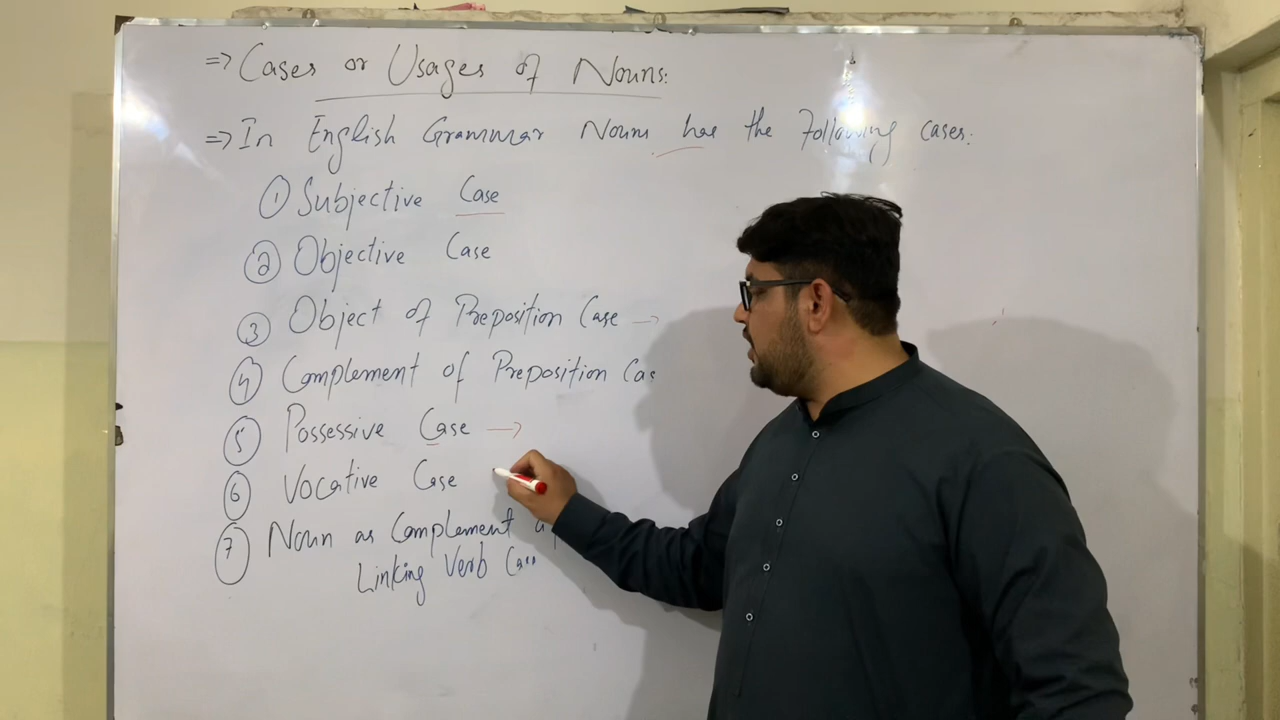 => Cases or Usages of Nouns:
=> In English Grammar Noun has the Following cases:
① Subjective Case
② Objective Case
③ Object of Preposition Case →
④ Complement of Preposition Cas
⑤ Possessive Case →
⑥ Vocative Case
⑦ Noun as Complement
Linking Verb Case